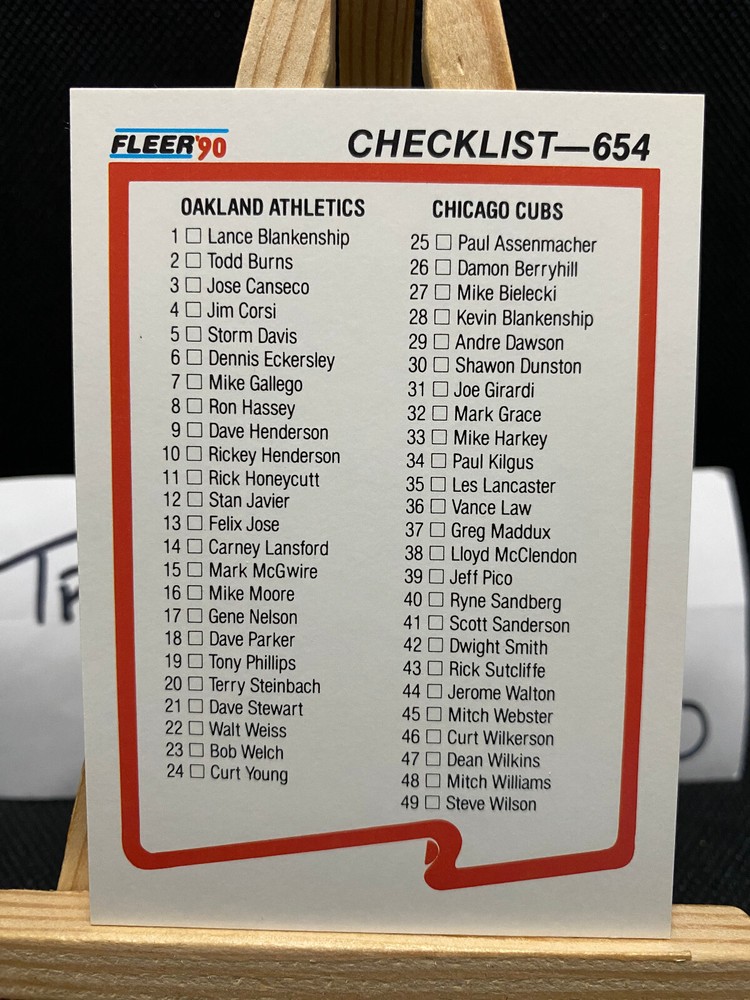 FLEER'90 CHECKLIST—654
OAKLAND ATHLETICS
1 □ Lance Blankenship
2 □ Todd Burns
3 □ Jose Canseco
4 □ Jim Corsi
5 □ Storm Davis
6 □ Dennis Eckersley
7 □ Mike Gallego
8 □ Ron Hassey
9 □ Dave Henderson
10 □ Rickey Henderson
11 □ Rick Honeycutt
12 □ Stan Javier
13 □ Felix Jose
14 □ Carney Lansford
15 □ Mark McGwire
16 □ Mike Moore
17 □ Gene Nelson
18 □ Dave Parker
19 □ Tony Phillips
20 □ Terry Steinbach
21 □ Dave Stewart
22 □ Walt Weiss
23 □ Bob Welch
24 □ Curt Young
CHICAGO CUBS
25 □ Paul Assenmacher
26 □ Damon Berryhill
27 □ Mike Bielecki
28 □ Kevin Blankenship
29 □ Andre Dawson
30 □ Shawon Dunston
31 □ Joe Girardi
32 □ Mark Grace
33 □ Mike Harkey
34 □ Paul Kilgus
35 □ Les Lancaster
36 □ Vance Law
37 □ Greg Maddux
38 □ Lloyd McClendon
39 □ Jeff Pico
40 □ Ryne Sandberg
41 □ Scott Sanderson
42 □ Dwight Smith
43 □ Rick Sutcliffe
44 □ Jerome Walton
45 □ Mitch Webster
46 □ Curt Wilkerson
47 □ Dean Wilkins
48 □ Mitch Williams
49 □ Steve Wilson